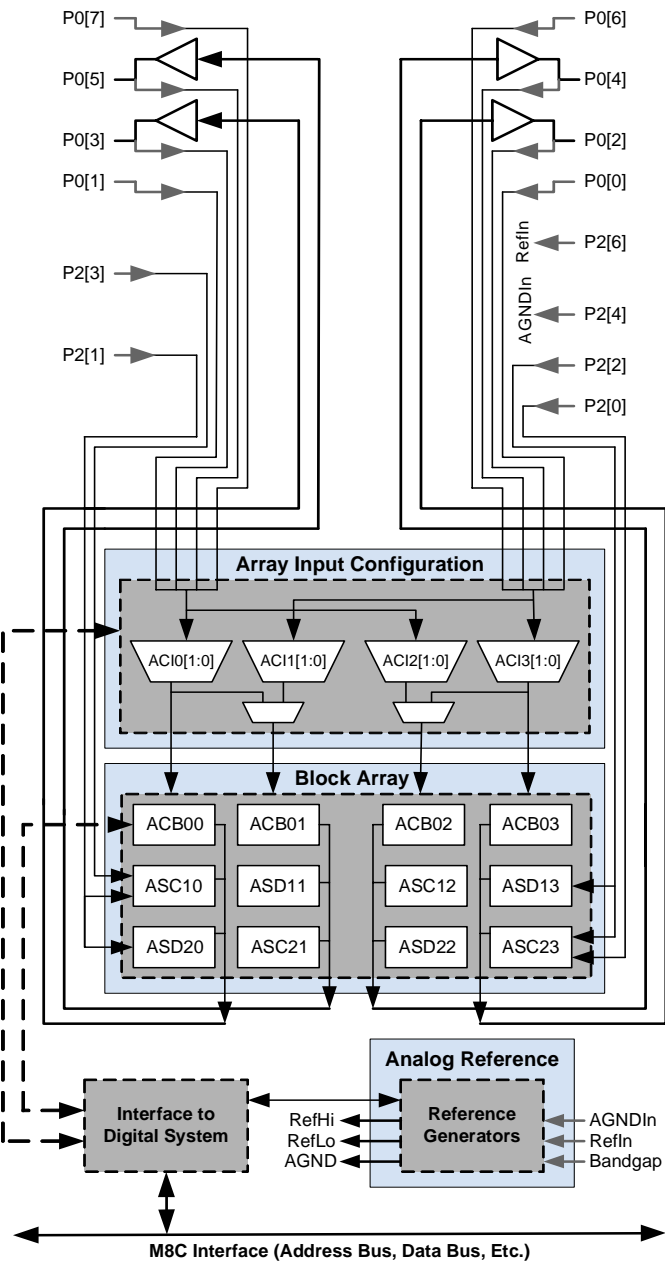 P0[7]
P0[6]
P0[5]
P0[4]
P0[3]
P0[2]
P0[1]
P0[0]
RefIn
P2[6]
P2[3]
AGNDIn
P2[4]
P2[1]
P2[2]
P2[0]
Array Input Configuration
ACI0[1:0]
ACI1[1:0]
ACI2[1:0]
ACI3[1:0]
Block Array
ACB00
ACB01
ACB02
ACB03
ASC10
ASD11
ASC12
ASD13
ASD20
ASC21
ASD22
ASC23
Analog Reference
Interface to
Digital System
RefHi
RefLo
AGND
Reference
Generators
AGNDIn
RefIn
Bandgap
M8C Interface (Address Bus, Data Bus, Etc.)